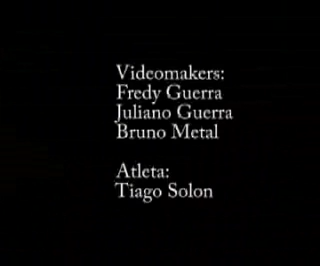 Videomakers:
Fredy Guerra
Juliano Guerra
Bruno Metal
Atleta:
Tiago Solon